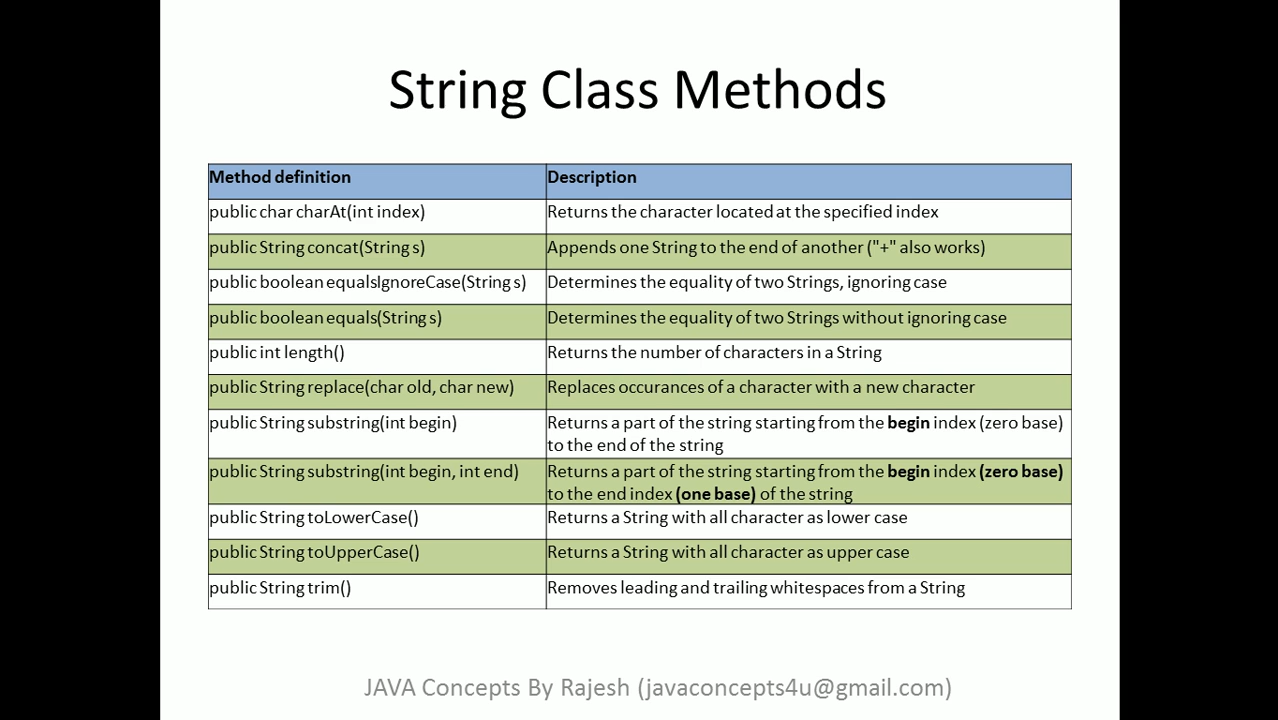 String Class Methods
Method definition Description
public char charAt(int index) Returns the character located at the specified index
public String concat(String s) Appends one String to the end of another ("+" also works)
public boolean equalsIgnoreCase(String s) Determines the equality of two Strings, ignoring case
public boolean equals(String s) Determines the equality of two Strings without ignoring case
public int length() Returns the number of characters in a String
public String replace(char old, char new) Replaces occurances of a character with a new character
public String substring(int begin) Returns a part of the string starting from the begin index (zero base)
to the end of the string
public String substring(int begin, int end) Returns a part of the string starting from the begin index (zero base)
to the end index (one base) of the string
public String toLowerCase() Returns a String with all character as lower case
public String toUpperCase() Returns a String with all character as upper case
public String trim() Removes leading and trailing whitespaces from a String
JAVA Concepts By Rajesh (javaconcepts4u@gmail.com)